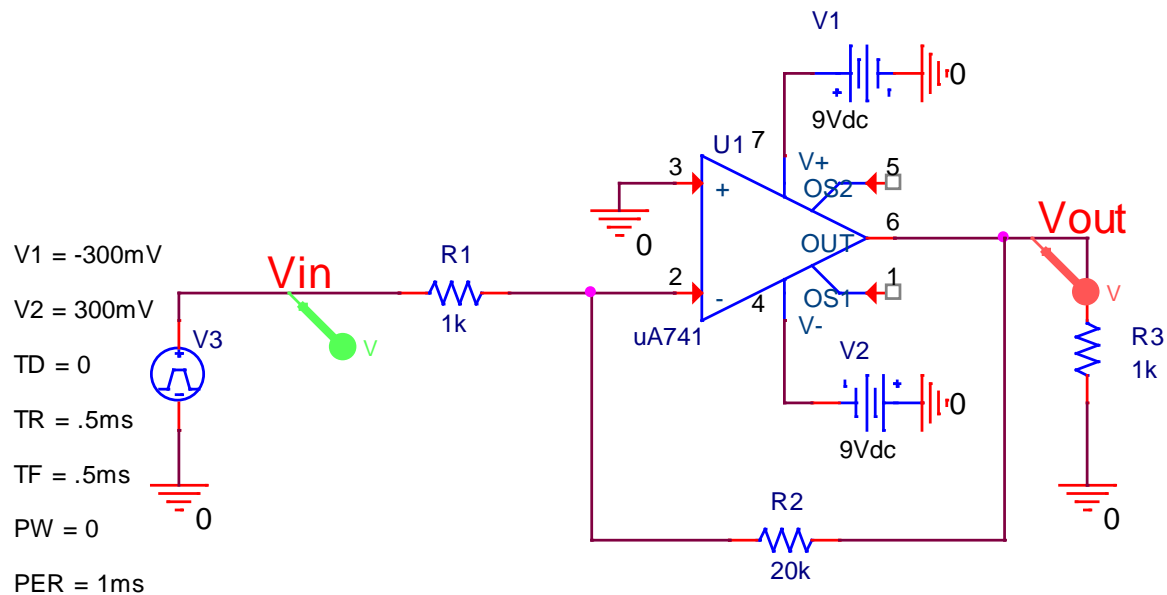 V1
0
9Vdc
U1
7
V+
3
+
5
OS2
6
Vout
0
OUT
V1 = -300mV
R1
Vin
2
-
1
OS1
V
4
V-
V2 = 300mV
1k
uA741
V3
V
V2
R3
1k
TD = 0
0
TR = .5ms
9Vdc
TF = .5ms
R2
0
0
PW = 0
20k
PER = 1ms